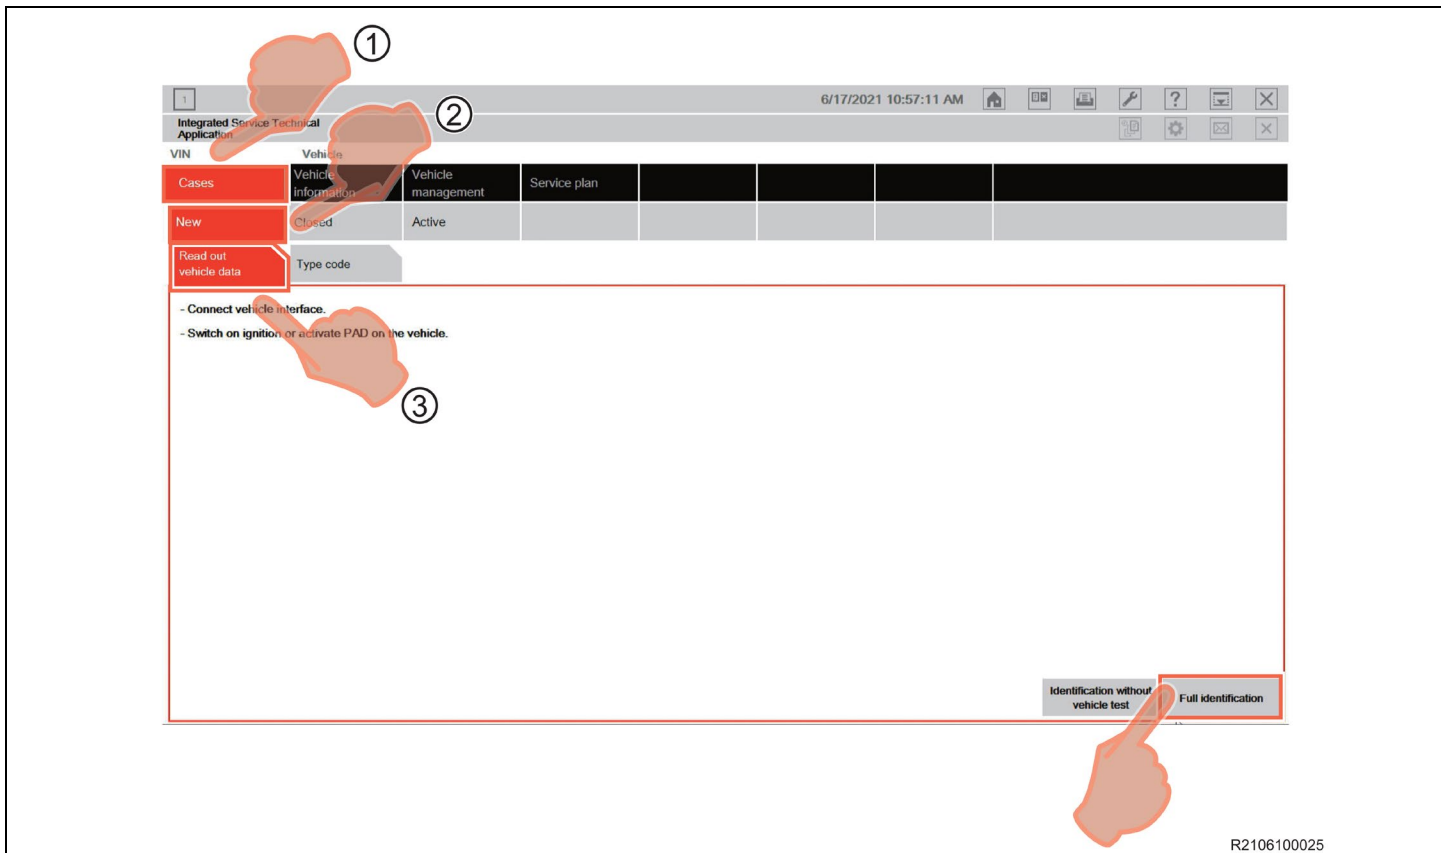 ①
②
1
6/17/2021 10:57:11 AM
?
Integrated Service Technical
Application
VIN
Vehicle
Cases
Vehicle
information
Vehicle
management
Service plan
New
Closed
Active
Read out
vehicle data
Type code
- Connect vehicle interface.
- Switch on ignition or activate PAD on the vehicle.
③
Identification without
vehicle test
Full identification
R2106100025